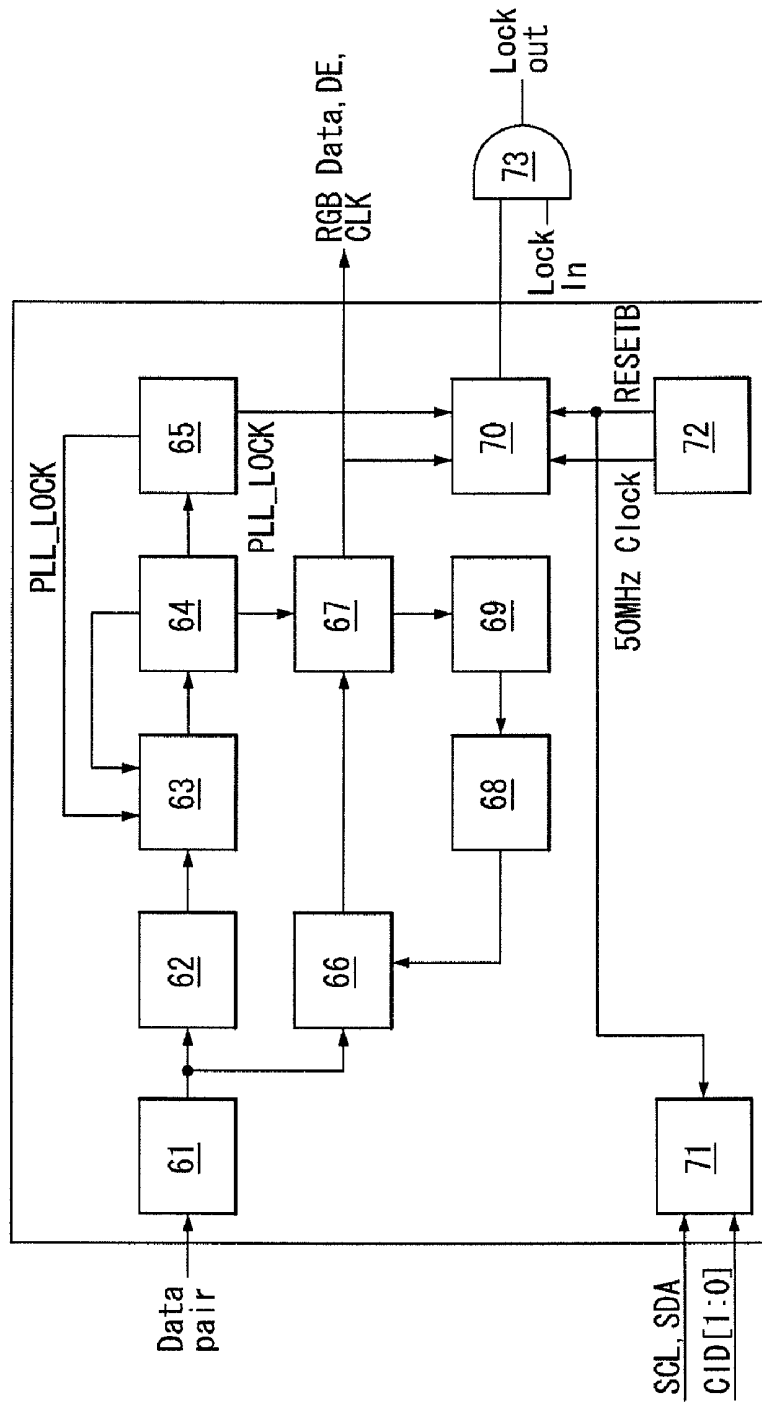 Data
pair
61
62
63
64
65
PLL_LOCK
PLL_LOCK
66
67
68
69
RGB Data, DE,
CLK
70
Lock
In
73
Lock
out
71
SCL, SDA
CID[1:0]
72
50MHz Clock
RESETB